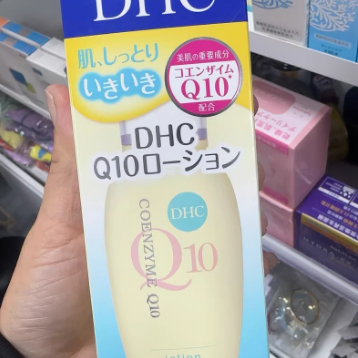 DHC
肌、しっとり
いきいき
美肌の重要成分
コエンザイム
Q10*
配合
DHC
Q10ローション
DHC
Q10
COENZYME Q10
lotion